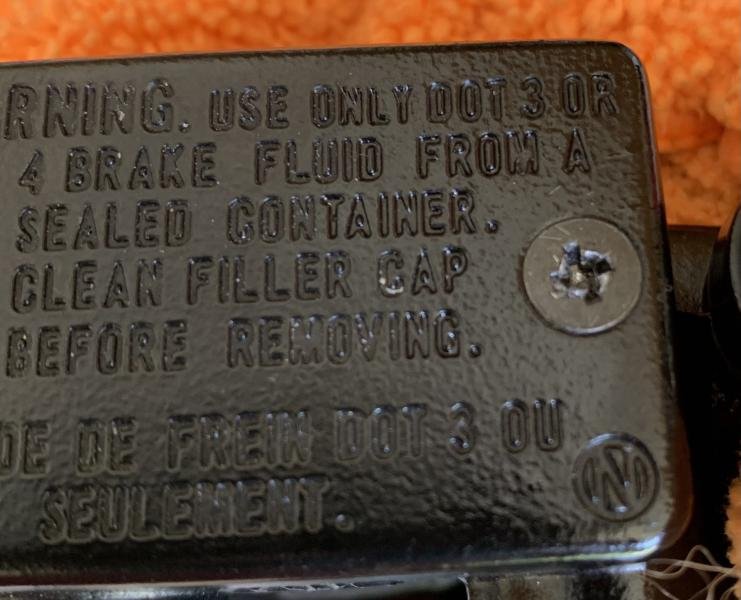 RNING. USE ONLY DOT 3 OR
4 BRAKE FLUID FROM A
SEALED CONTAINER.
CLEAN FILLER CAP
BEFORE REMOVING.
DE DE FREIN DOT 3 OU
SEULEMENT.
N